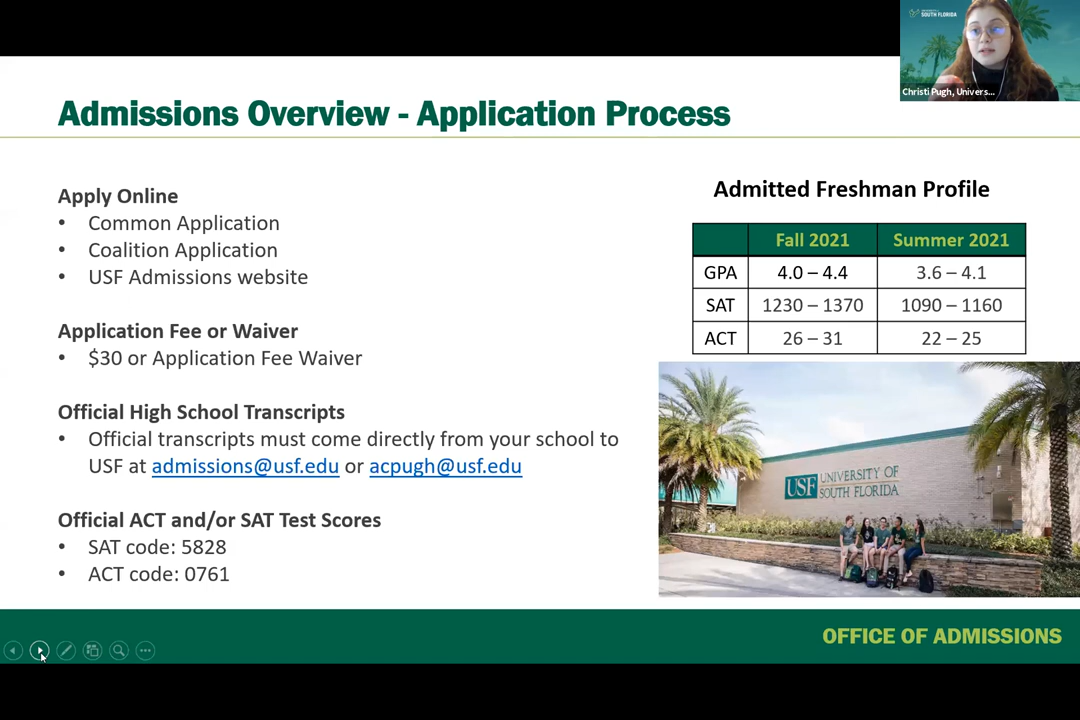 UNIVERSITY of
SOUTH FLORIDA
Christi Pugh, Univers...
Admissions Overview - Application Process
Apply Online
• Common Application
• Coalition Application
• USF Admissions website
Application Fee or Waiver
• $30 or Application Fee Waiver
Official High School Transcripts
• Official transcripts must come directly from your school to
USF at admissions@usf.edu or acpugh@usf.edu
Official ACT and/or SAT Test Scores
• SAT code: 5828
• ACT code: 0761
Admitted Freshman Profile
Fall 2021 Summer 2021
GPA 4.0 – 4.4 3.6 – 4.1
SAT 1230 – 1370 1090 – 1160
ACT 26 – 31 22 – 25
USF UNIVERSITY OF
SOUTH FLORIDA
OFFICE OF ADMISSIONS